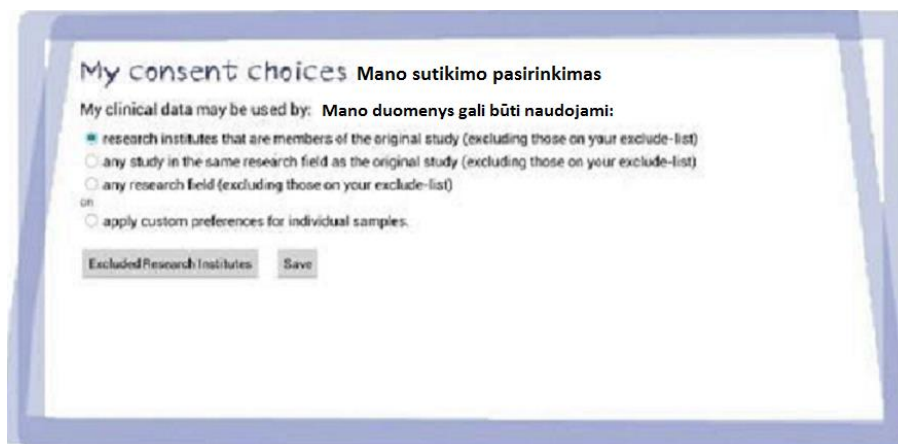 My consent choices Mano sutikimo pasirinkimas
My clinical data may be used by: Mano duomenys gali būti naudojami:
research institutes that are members of the original study (excluding those on your exclude-list)
any study in the same research field as the original study (excluding those on your exclude-list)
any research field (excluding those on your exclude-list)
on
apply custom preferences for individual samples.
Excluded Research Institutes Save